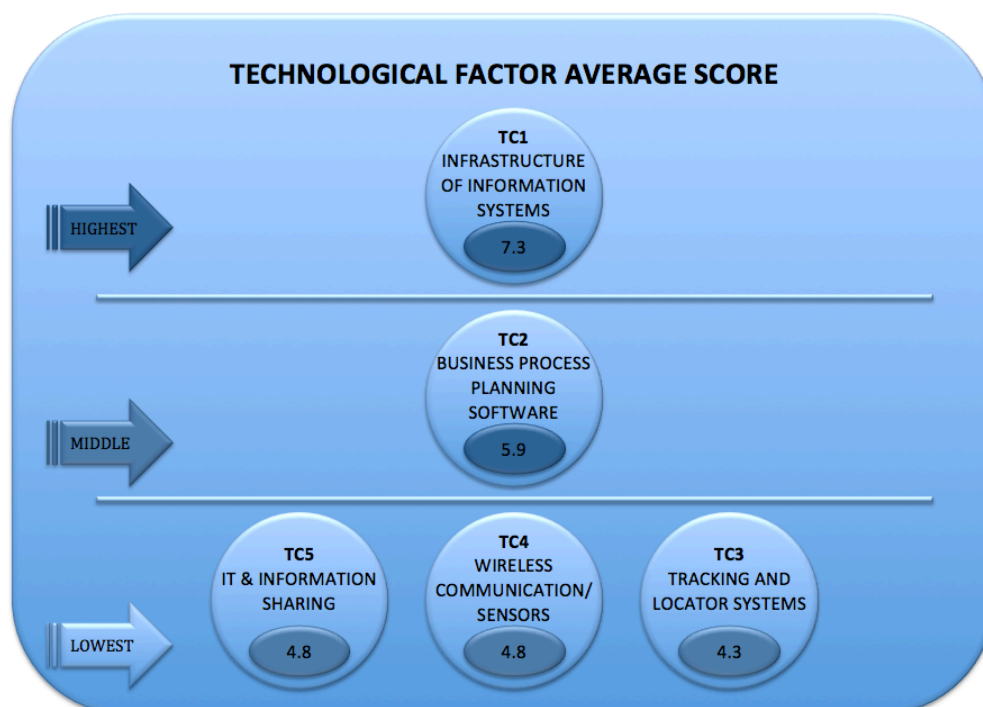 TECHNOLOGICAL FACTOR AVERAGE SCORE
TC1
INFRASTRUCTURE
OF INFORMATION
SYSTEMS
7.3
HIGHEST
TC2
BUSINESS PROCESS
PLANNING
SOFTWARE
5.9
MIDDLE
TC5
IT & INFORMATION
SHARING
4.8
TC4
WIRELESS
COMMUNICATION/
SENSORS
4.8
TC3
TRACKING AND
LOCATOR SYSTEMS
4.3
LOWEST